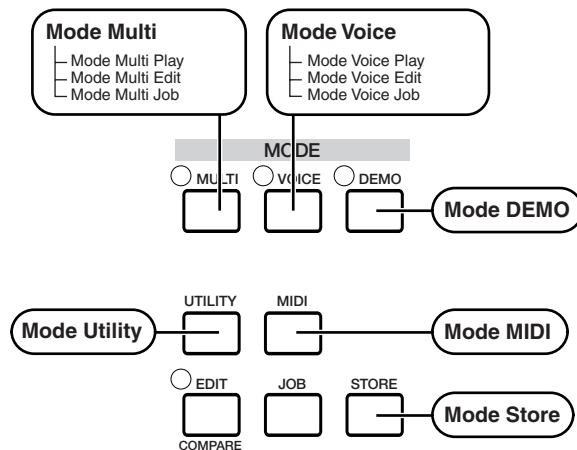 Mode Multi
Mode Multi Play
Mode Multi Edit
Mode Multi Job
Mode Voice
Mode Voice Play
Mode Voice Edit
Mode Voice Job
MODE
MULTI VOICE DEMO
Mode DEMO
UTILITY MIDI
Mode Utility
Mode MIDI
EDIT JOB STORE
Mode Store
COMPARE